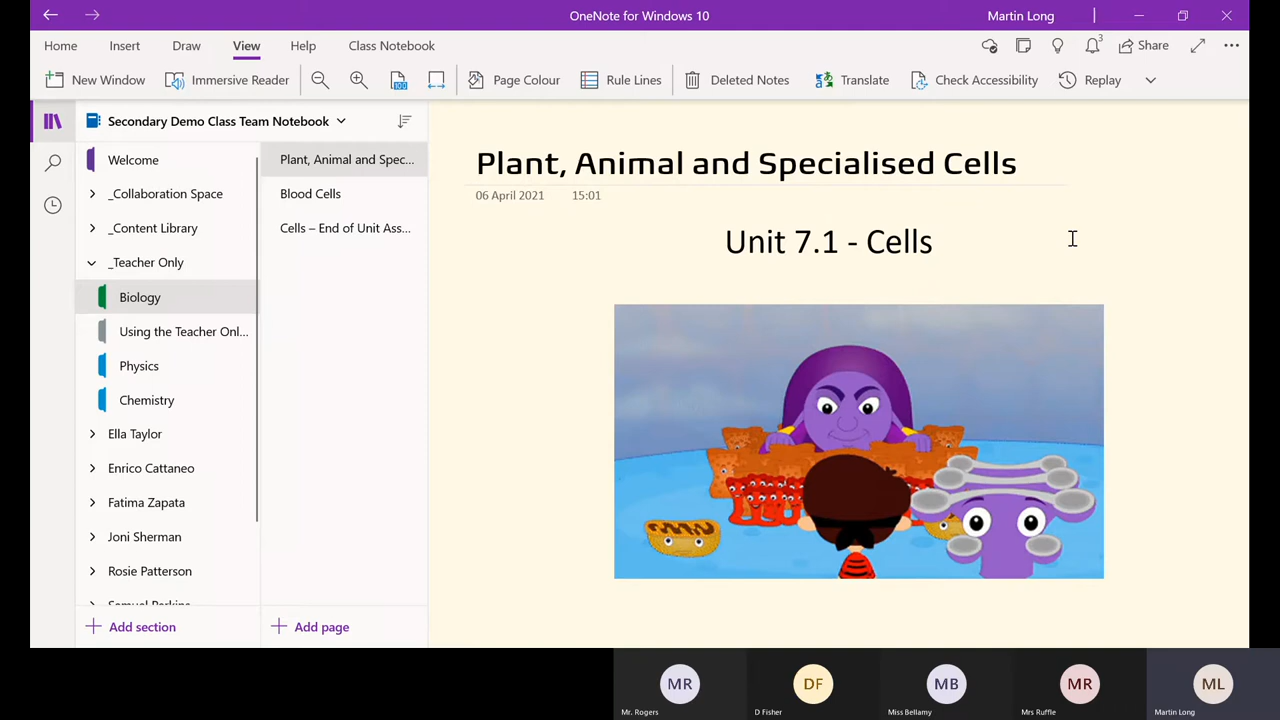 OneNote for Windows 10
Martin Long
Home Insert Draw View Help Class Notebook
3
Share
New Window Immersive Reader 100 Page Colour Rule Lines Deleted Notes Translate Check Accessibility Replay
Secondary Demo Class Team Notebook
Welcome
_Collaboration Space
_Content Library
_Teacher Only
Biology
Using the Teacher Onl...
Physics
Chemistry
Ella Taylor
Enrico Cattaneo
Fatima Zapata
Joni Sherman
Rosie Patterson
Samuel Perkins
Add section
Plant, Animal and Spec...
Blood Cells
Cells – End of Unit Ass...
Add page
Plant, Animal and Specialised Cells
06 April 2021 15:01
Unit 7.1 - Cells
MR DF MB MR ML
Mr. Rogers D Fisher Miss Bellamy Mrs Ruffle Martin Long